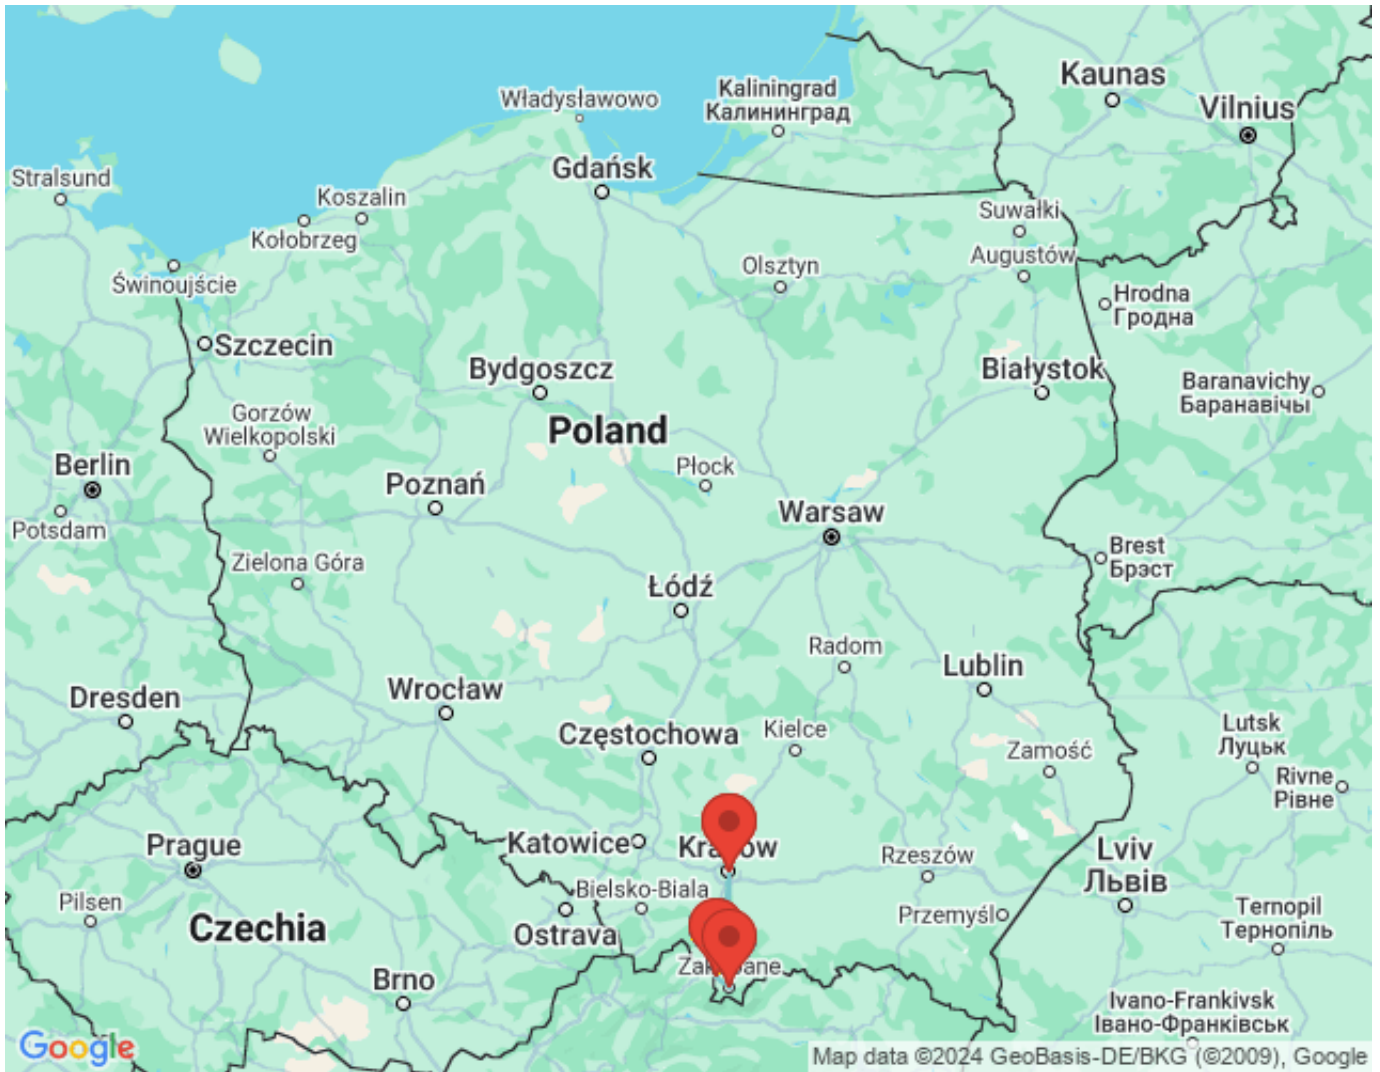 Kaunas
Kaliningrad
Калининград
Władysławowo
Vilnius
Gdańsk
Stralsund
Koszalin
Suwałki
Kołobrzeg
Augustów
Olsztyn
Świnoujście
Hrodna
Гродна
Szczecin
Bydgoszcz
Białystok
Baranavichy
Баранавічы
Gorzów
Wielkopolski
Poland
Berlin
Płock
Poznań
Warsaw
Potsdam
Brest
Брэст
Zielona Góra
Łódź
Radom
Lublin
Wrocław
Dresden
Lutsk
Луцьк
Częstochowa
Kielce
Zamość
Rivne
Рівне
Katowice
Prague
Rzeszów
Lviv
Львів
Bielsko-Biala
Pilsen
Przemyśl
Ternopil
Тернопіль
Czechia
Ostrava
Brno
Ivano-Frankivsk
Івано-Франківськ
Google
Map data ©2024 GeoBasis-DE/BKG (©2009), Google